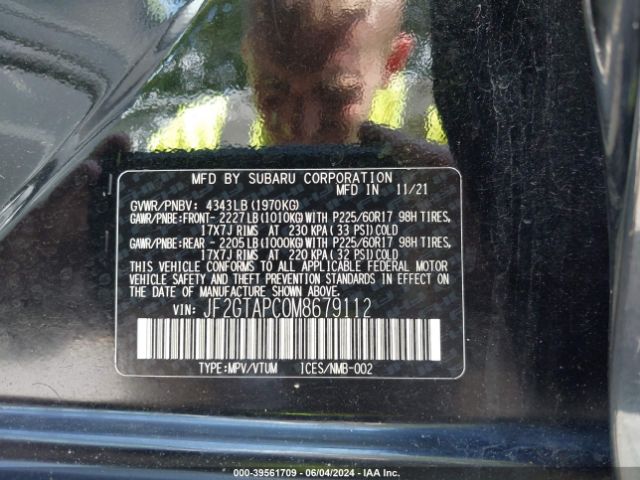 MFD BY SUBARU CORPORATION
MFD IN 11/21
GVWR/PNBV: 4343LB(1970KG)
GAWR/PNBE:FRONT- 2227LB(1010KG)WITH P225/60R17 98H TIRES,
17X7J RIMS AT 230 KPA(33 PSI)COLD
GAWR/PNBE:REAR - 2205LB(1000KG)WITH P225/60R17 98H TIRES,
17X7J RIMS AT 220 KPA(32 PSI)COLD
THIS VEHICLE CONFORMS TO ALL APPLICABLE FEDERAL MOTOR
VEHICLE SAFETY, BUMPER, AND THEFT PREVENTION
STANDARDS IN EFFECT ON THE DATE OF MANUFACTURE
SHOWN ABOVE.
VIN: JF2GTAPC0M8679112
TYPE:MPV/VTUM ICES/NMB-002
000-39561709 - 06/04/2024 - IAA Inc.